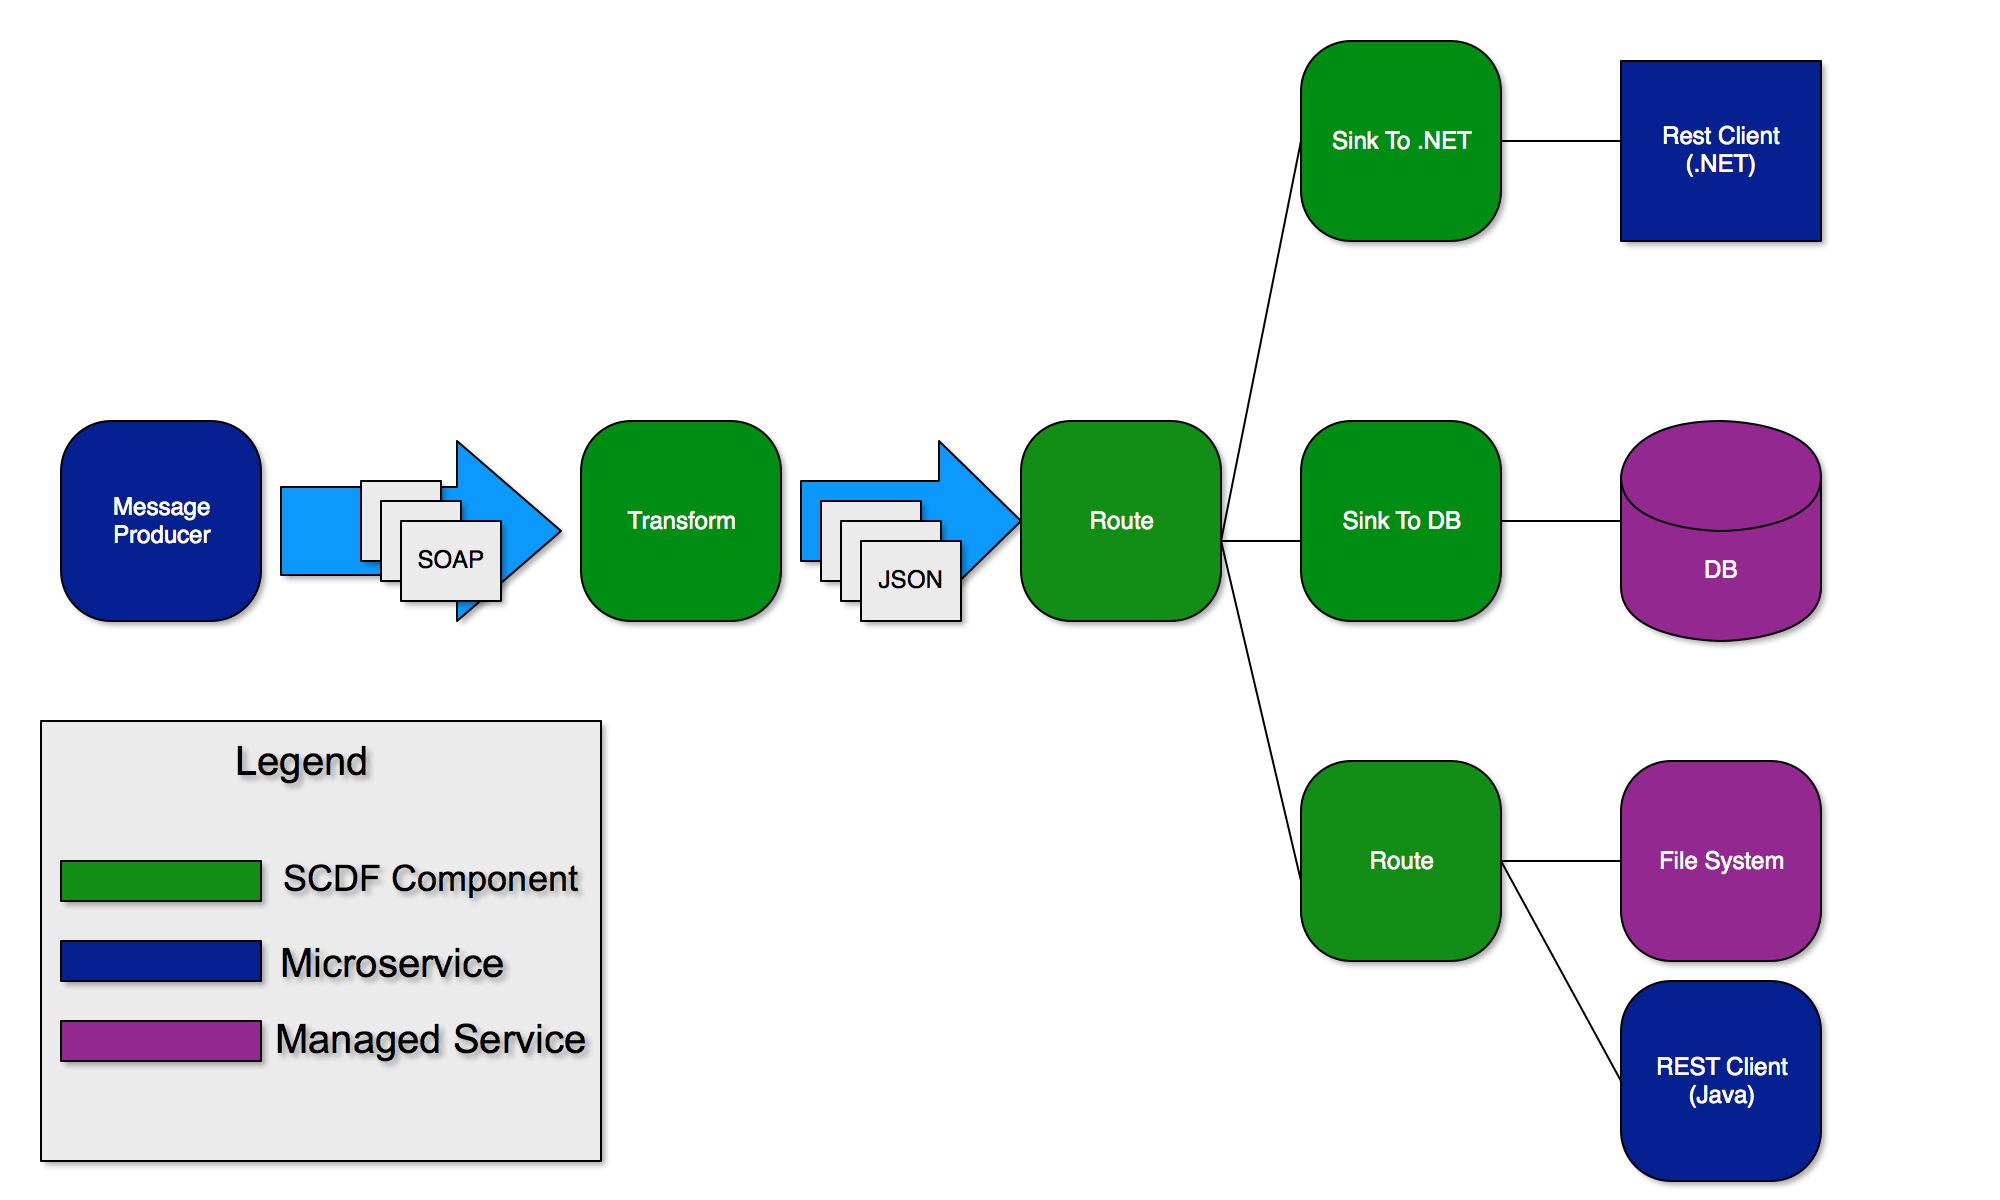 Sink To .NET
Rest Client
(.NET)
Message
Producer
SOAP
Transform
JSON
Route
Sink To DB
DB
Legend
SCDF Component
Microservice
Managed Service
Route
File System
REST Client
(Java)